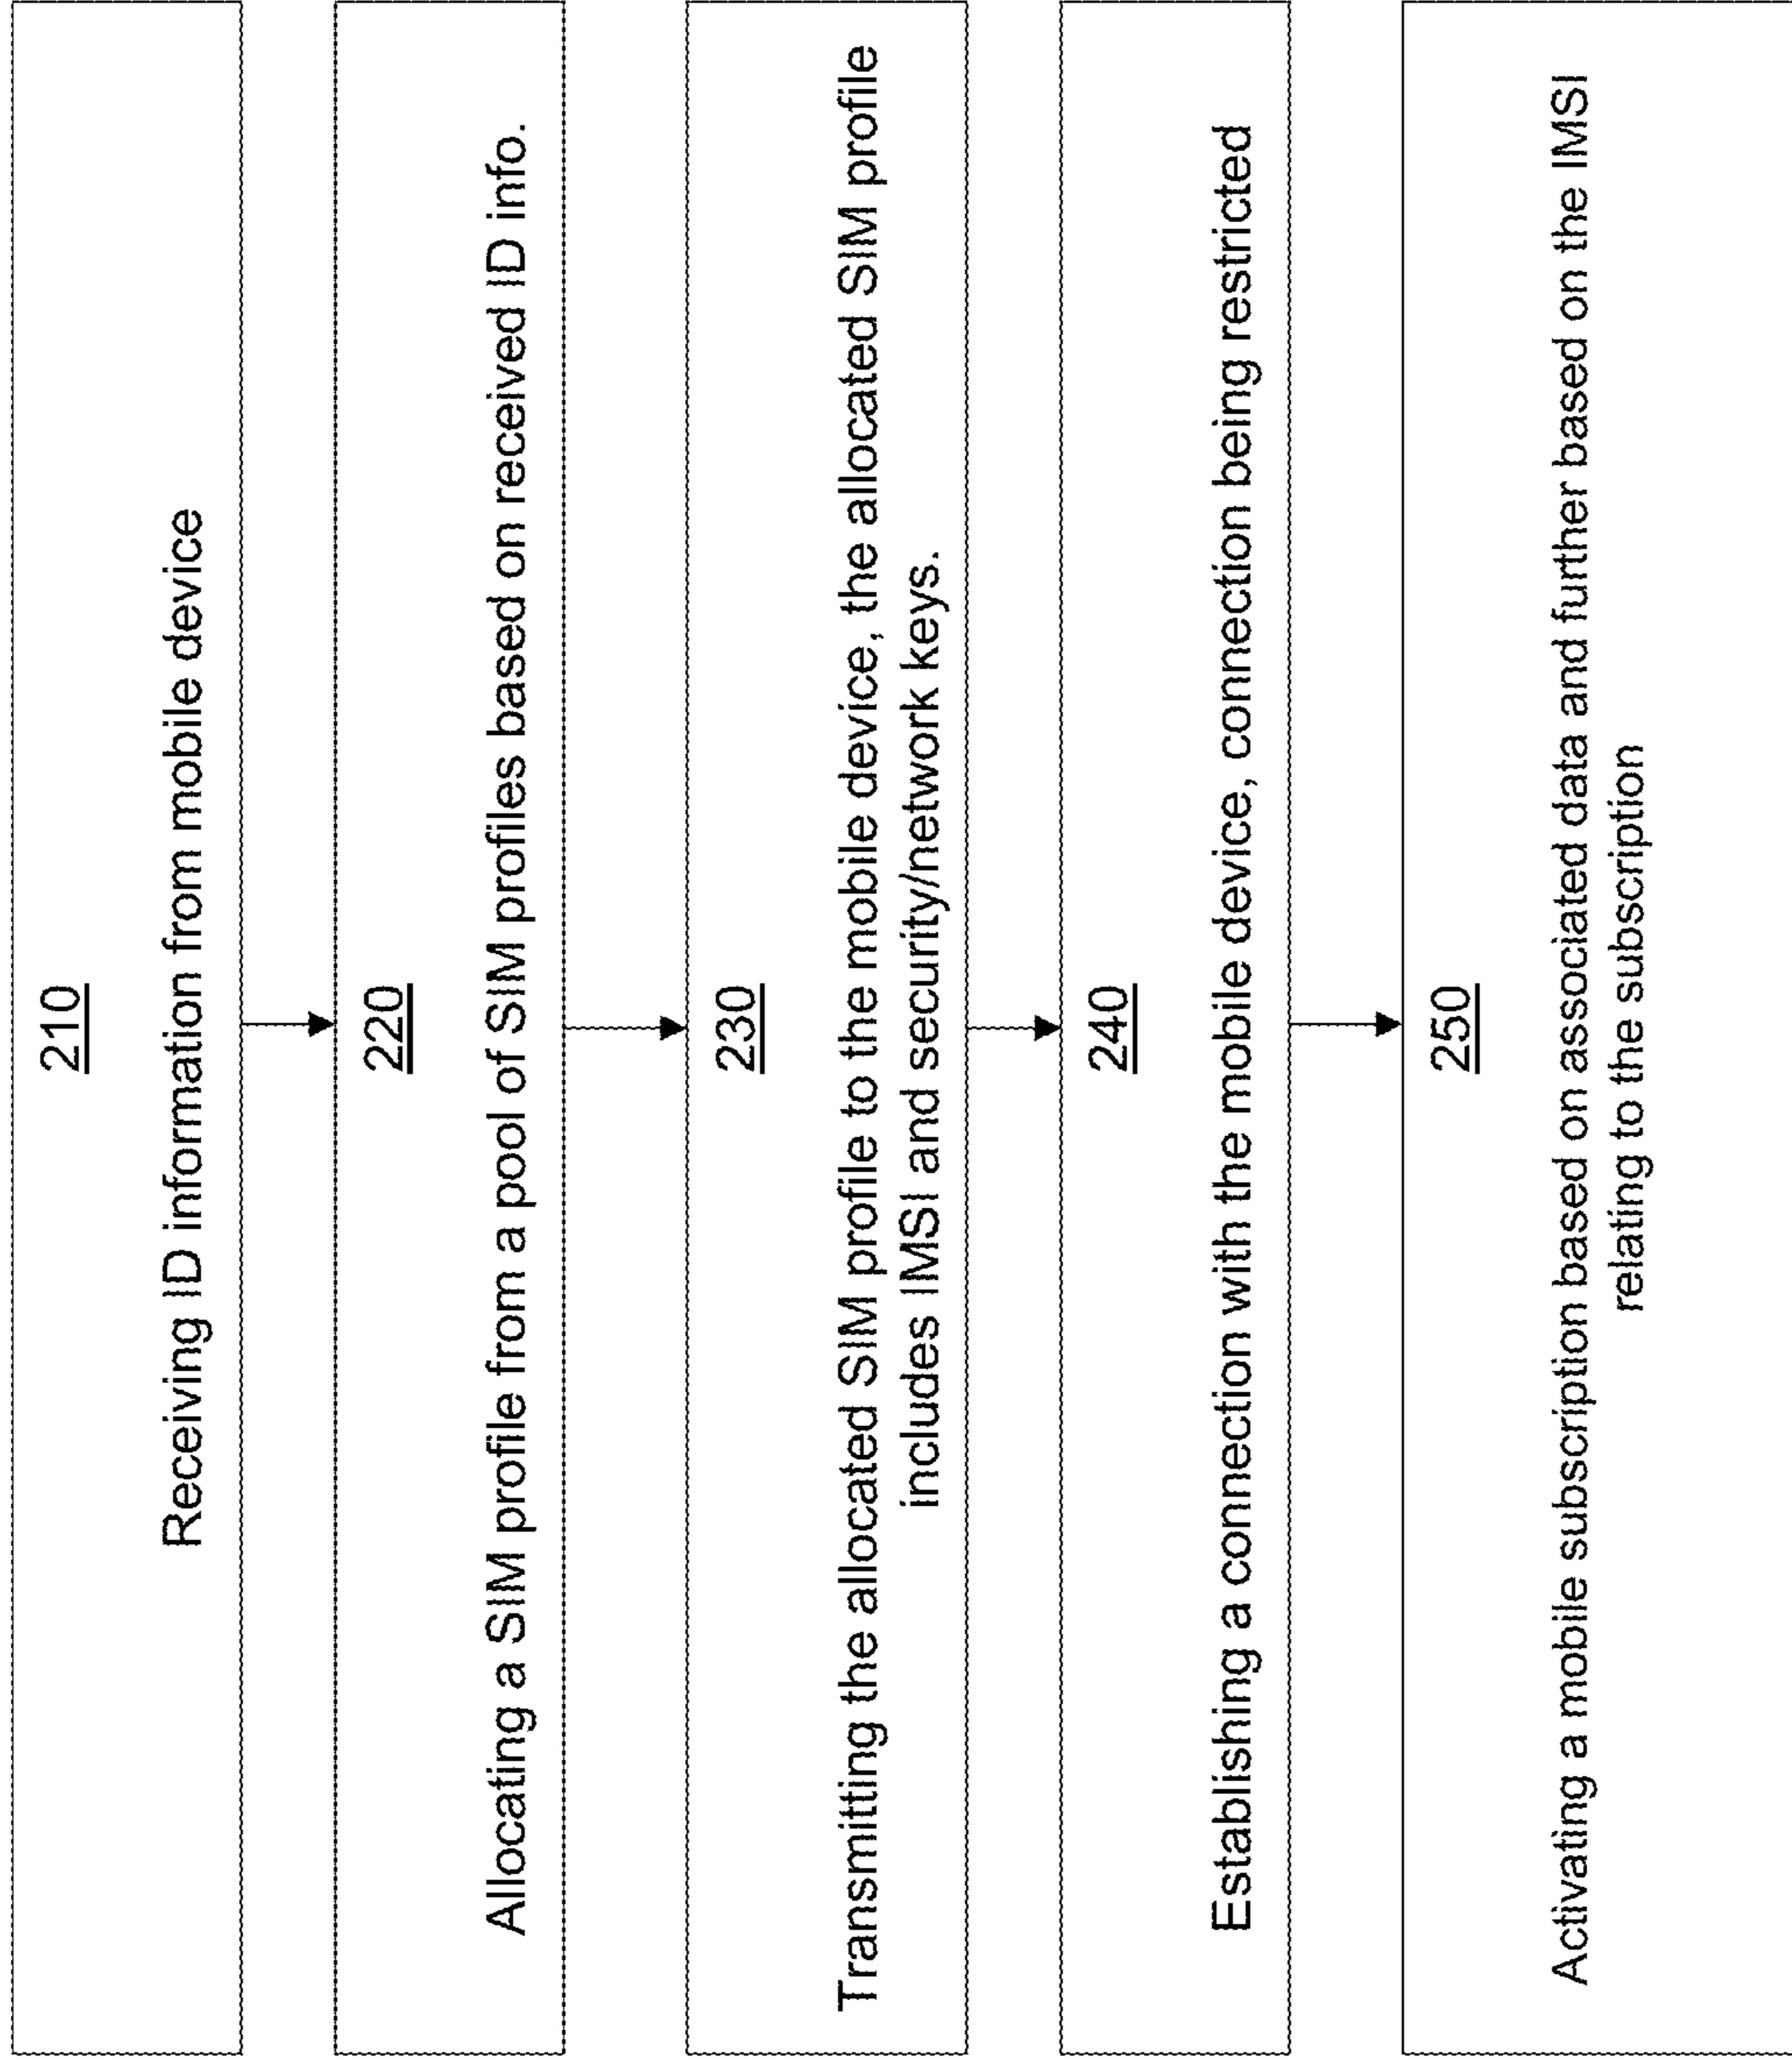 210
Receiving ID information from mobile device
220
Allocating a SIM profile from a pool of SIM profiles based on received ID info.
230
Transmitting the allocated SIM profile to the mobile device, the allocated SIM profile
includes IMSI and security/network keys.
240
Establishing a connection with the mobile device, connection being restricted
250
Activating a mobile subscription based on associated data and further based on the IMSI
relating to the subscription